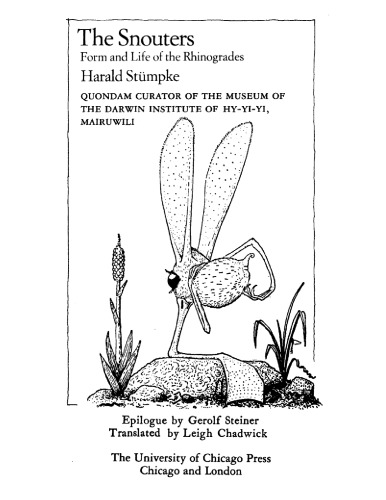 The Snouters
Form and Life of the Rhinogrades
Harald Stümpke
QUONDAM CURATOR OF THE MUSEUM OF
THE DARWIN INSTITUTE OF HY-YI-YI,
MAIRUWILI
Epilogue by Gerolf Steiner
Translated by Leigh Chadwick
The University of Chicago Press
Chicago and London